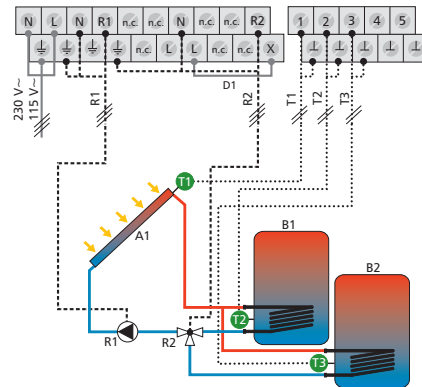 N L N R1 n.c. n.c. N n.c. n.c. R2
1 2 3 4 5
n.c. n.c. L L n.c. n.c. n.c. X
D1
230 V~
115 V~
R1
R2
T1
T2
T3
T1
A1
B1
B2
T2
T3
R1
R2